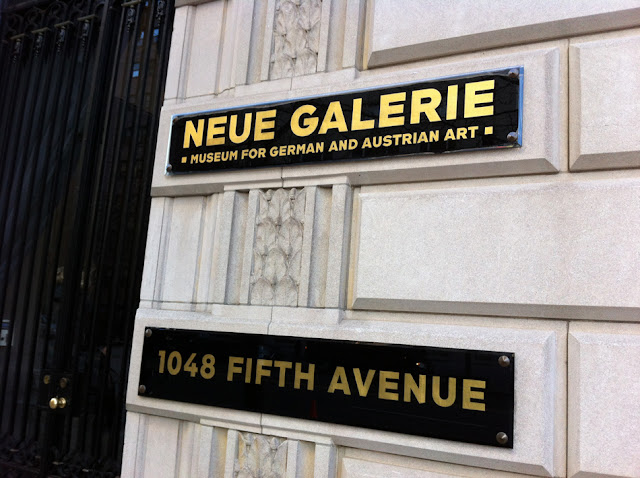 NEUE GALERIE
▪ MUSEUM FOR GERMAN AND AUSTRIAN ART ▪
1048 FIFTH AVENUE